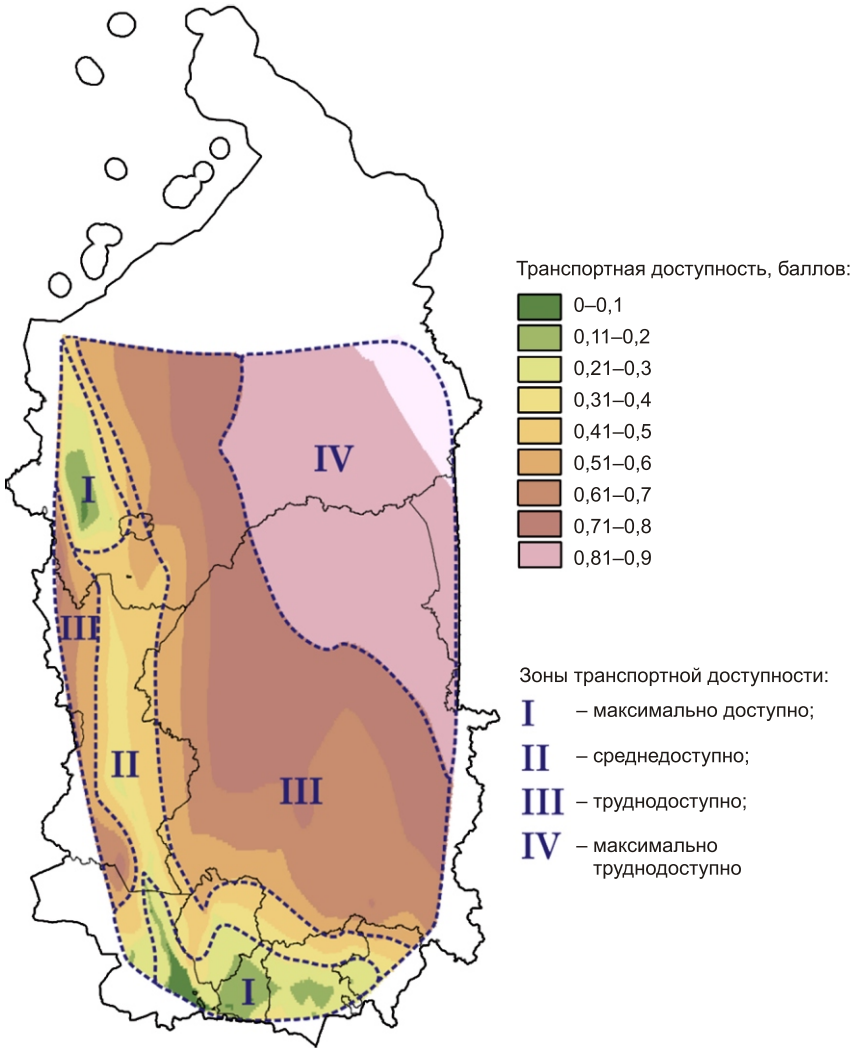 I
IV
III
II
III
I
Транспортная доступность, баллов:
0–0,1
0,11–0,2
0,21–0,3
0,31–0,4
0,41–0,5
0,51–0,6
0,61–0,7
0,71–0,8
0,81–0,9
Зоны транспортной доступности:
I – максимально доступно;
II – среднедоступно;
III – труднодоступно;
IV – максимально
труднодоступно